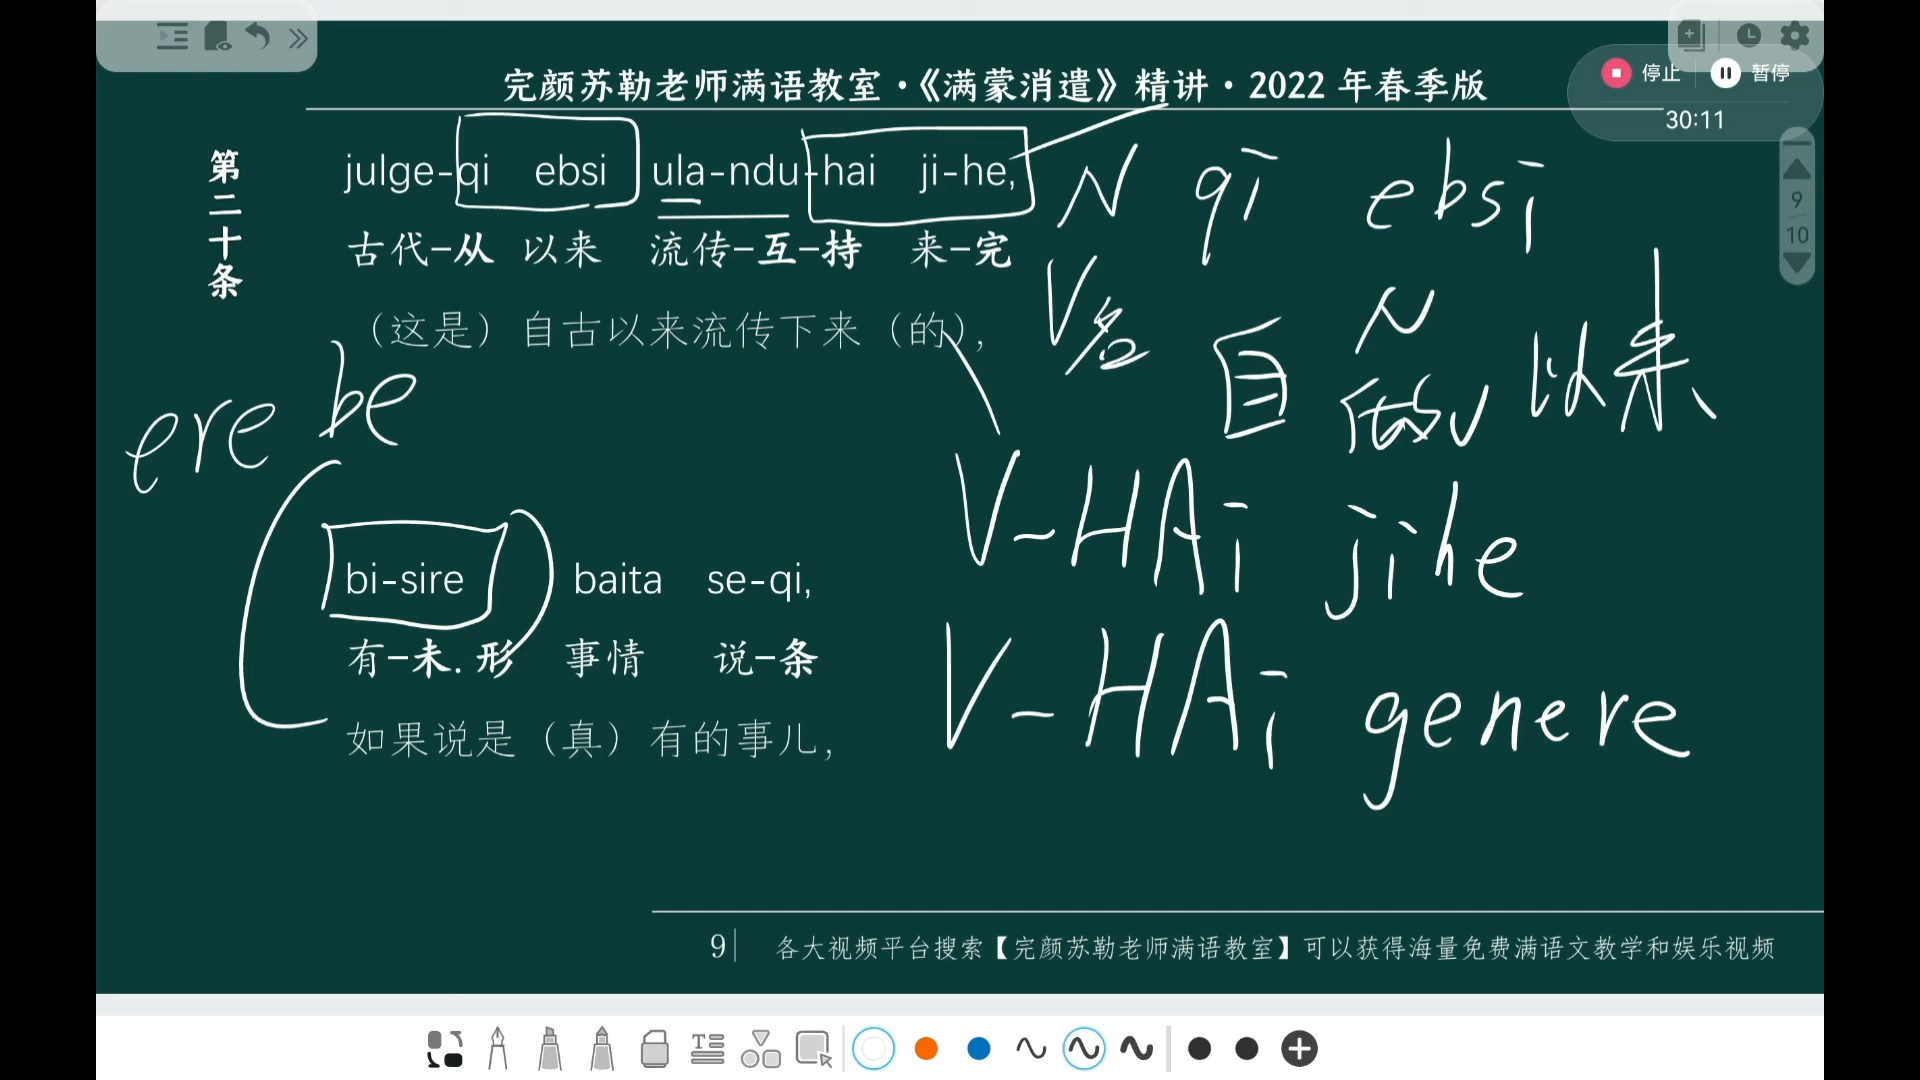 停止 暂停
30:11
完颜苏勒老师满语教室·《满蒙消遣》精讲·2022 年春季版
第二十条
julge-qi ebsi ula-ndu-hai ji-he,
古代-从 以来 流传-互-持 来-完
（这是）自古以来流传下来（的），
N qi ebsi
V名
自 N 以来
ere be
V-HAi jihe
bi-sire baita se-qi,
有-未.形 事情 说-条
如果说是（真）有的事儿，
V-HAi genere
9
10
9 各大视频平台搜索【完颜苏勒老师满语教室】可以获得海量免费满语文教学和娱乐视频